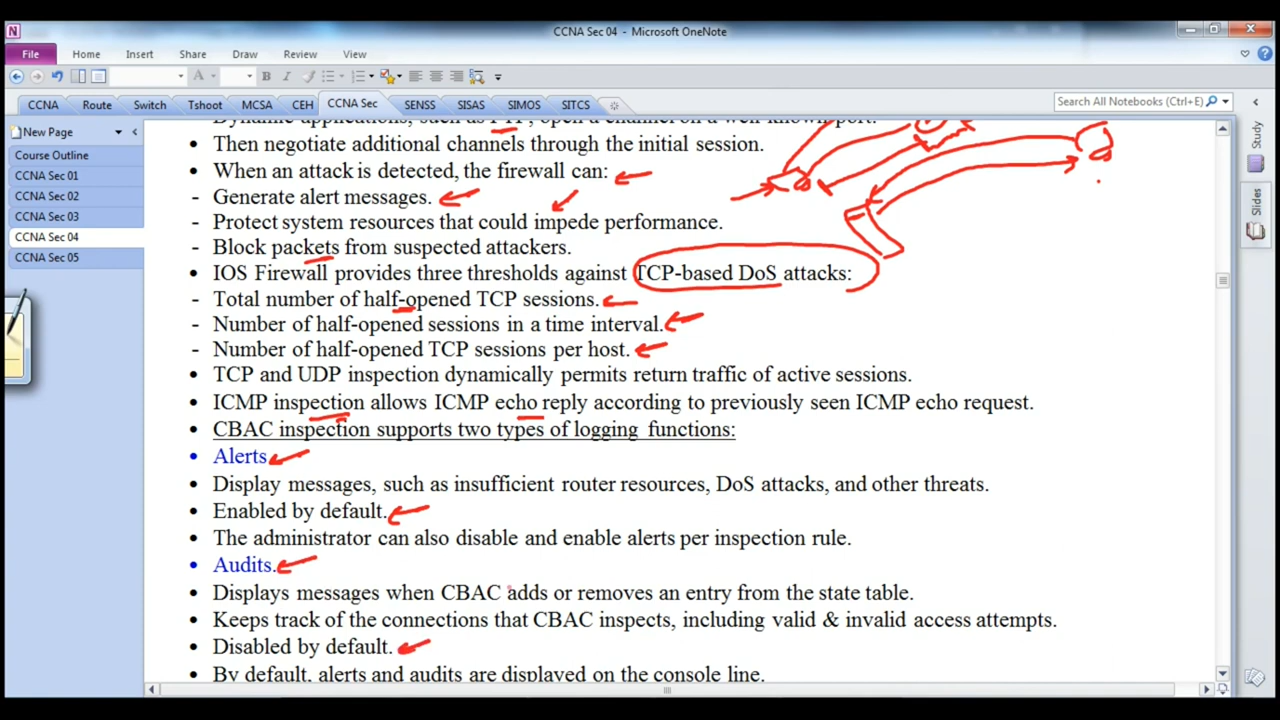 CCNA Sec 04 - Microsoft OneNote
File Home Insert Share Draw Review View
CCNA Route Switch Tshoot MCSA CEH CCNA Sec SENSS SISAS SIMOS SITCS
Search All Notebooks (Ctrl+E)
New Page
Course Outline
CCNA Sec 01
CCNA Sec 02
CCNA Sec 03
CCNA Sec 04
CCNA Sec 05
Dynamic applications, such as FTP, open a channel on a well-known port.
• Then negotiate additional channels through the initial session.
• When an attack is detected, the firewall can:
- Generate alert messages.
- Protect system resources that could impede performance.
- Block packets from suspected attackers.
• IOS Firewall provides three thresholds against TCP-based DoS attacks:
- Total number of half-opened TCP sessions.
- Number of half-opened sessions in a time interval.
- Number of half-opened TCP sessions per host.
• TCP and UDP inspection dynamically permits return traffic of active sessions.
• ICMP inspection allows ICMP echo reply according to previously seen ICMP echo request.
• CBAC inspection supports two types of logging functions:
• Alerts
• Display messages, such as insufficient router resources, DoS attacks, and other threats.
• Enabled by default.
• The administrator can also disable and enable alerts per inspection rule.
• Audits.
• Displays messages when CBAC adds or removes an entry from the state table.
• Keeps track of the connections that CBAC inspects, including valid & invalid access attempts.
• Disabled by default.
• By default, alerts and audits are displayed on the console line.
Study
Slides